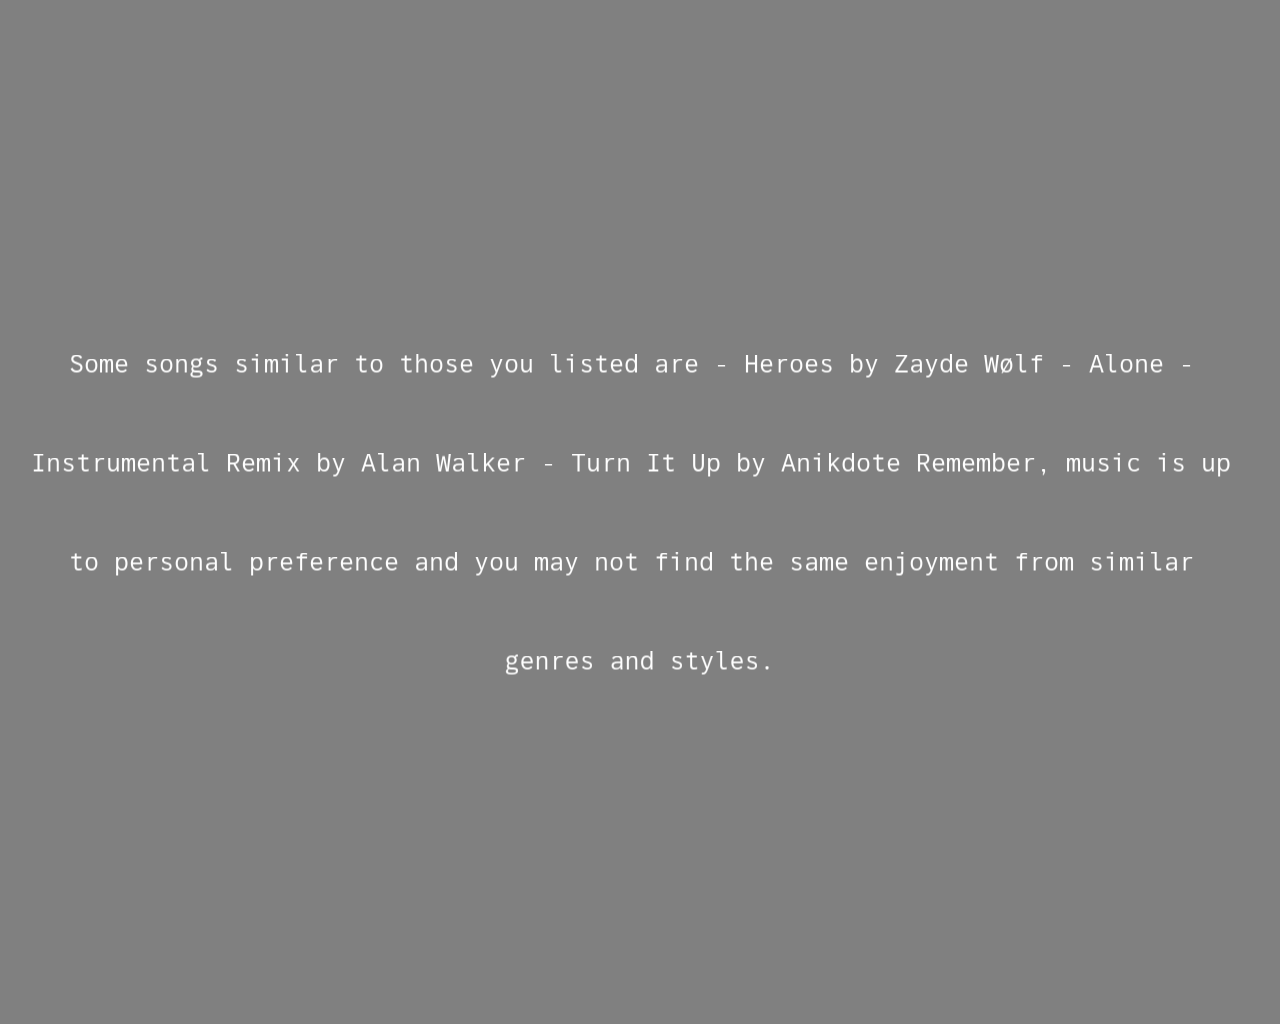 Some songs similar to those you listed are - Heroes by Zayde Wølf - Alone -
Instrumental Remix by Alan Walker - Turn It Up by Anikdote Remember, music is up
to personal preference and you may not find the same enjoyment from similar
genres and styles.